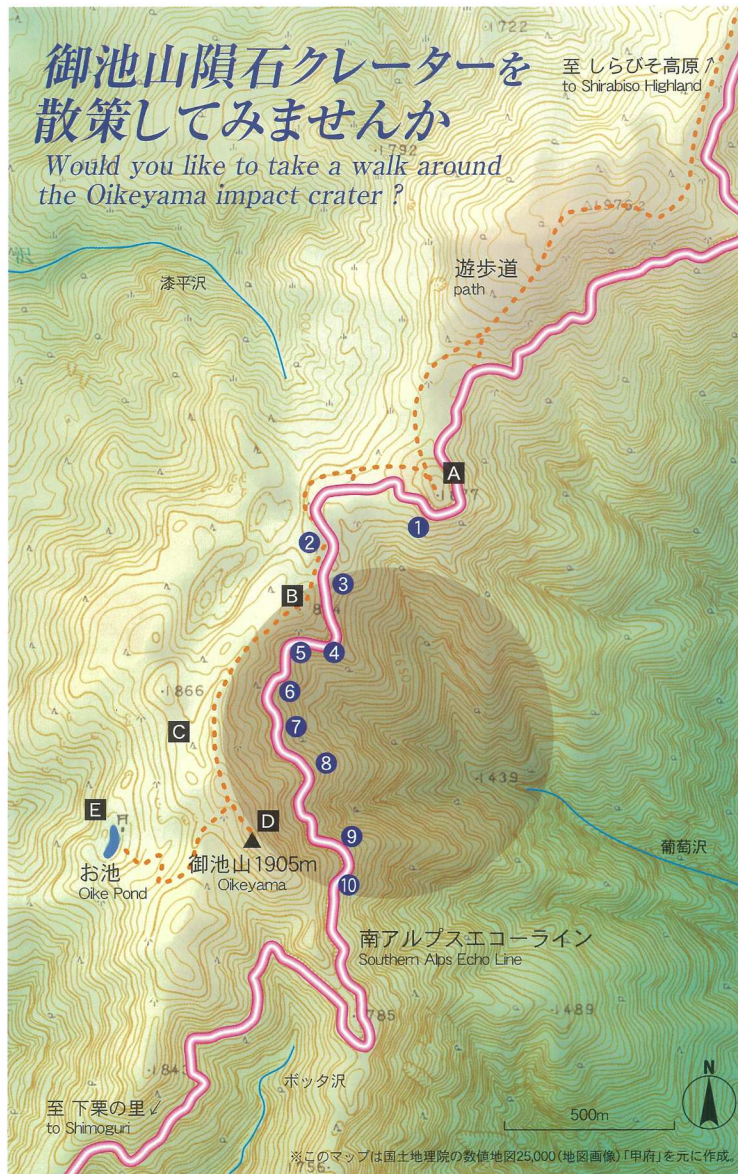 ・1722
御池山隕石クレーターを
散策してみませんか
Would you like to take a walk around
the Oikeyama impact crater ?
至 しらびそ高原↗
to Shirabiso Highland
1792
1976
漆平沢
遊歩道
path
1700
A
・1877
1
2
3
B
4
5
1650
6
・1866
7
C
8
・1439
E
D
9
葡萄沢
お池
Oike Pond
御池山1905m
Oikeyama
10
南アルプスエコーライン
Southern Alps Echo Line
785
・1489
・1843
ボッタ沢
N
至 下栗の里↙
to Shimoguri
500m
※このマップは国土地理院の数値地図25,000(地図画像)「甲府」を元に作成。
・756